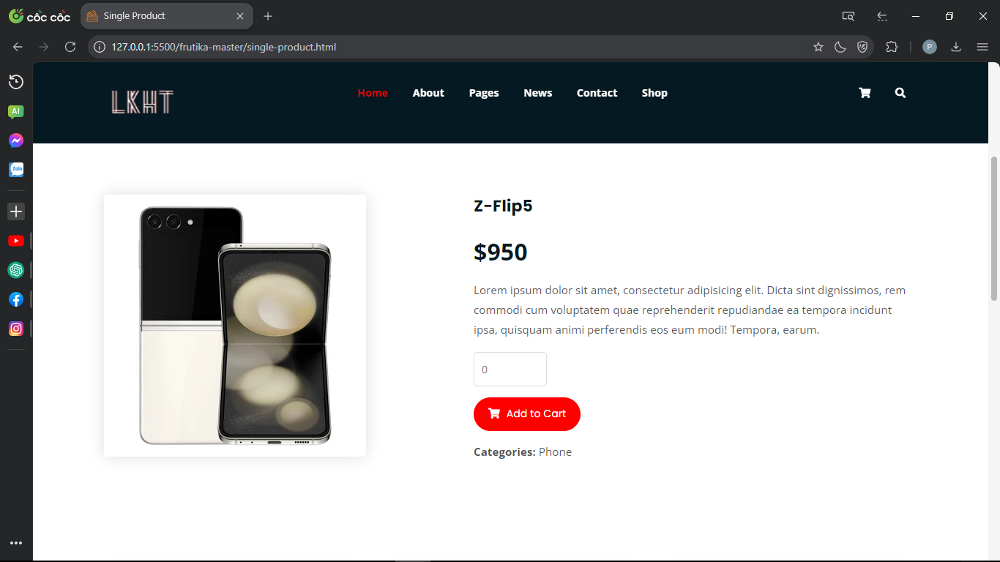 cốc cốc
Single Product
127.0.0.1:5500/frutika-master/single-product.html
P
AI
Zalo
LKHT
Home About Pages News Contact Shop
Z-Flip5
$950
Lorem ipsum dolor sit amet, consectetur adipisicing elit. Dicta sint dignissimos, rem
commodi cum voluptatem quae reprehenderit repudiandae ea tempora incidunt
ipsa, quisquam animi perferendis eos eum modi! Tempora, earum.
0
Add to Cart
Categories: Phone